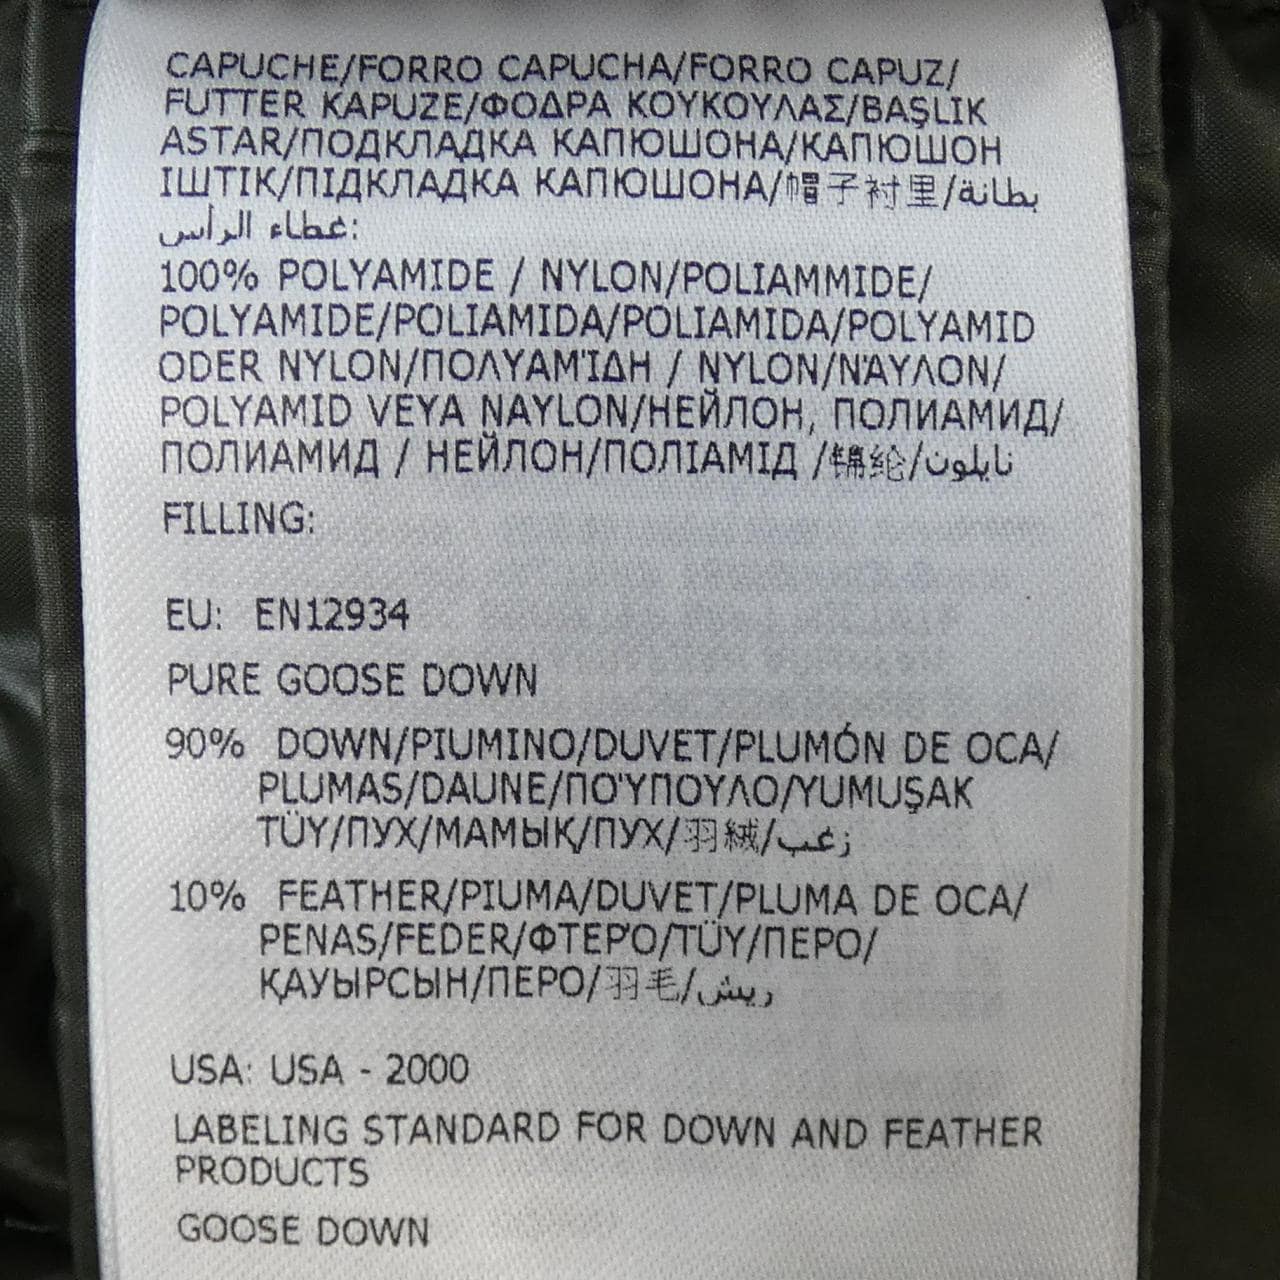 CAPUCHE/FORRO CAPUCHA/FORRO CAPUZ/
FUTTER KAPUZE/ΦΟΔΡΑ ΚΟΥΚΟΥΛΑΣ/BAŞLIK
ASTAR/ПОДКЛАДКА КАПЮШОНА/КАПЮШОН
ІШТІК/ПІДКЛАДКА КАПЮШОНА/帽子衬里/بطانة
غطاء الرأس:
100% POLYAMIDE / NYLON/POLIAMMIDE/
POLYAMIDE/POLIAMIDA/POLIAMIDA/POLYAMID
ODER NYLON/ΠΟΛΥΑΜΊΔΗ / NYLON/ΝΆΥΛΟΝ/
POLYAMID VEYA NAYLON/НЕЙЛОН, ПОЛИАМИД/
ПОЛИАМИД / НЕЙЛОН/ПОЛІАМІД /锦纶/نايلون
FILLING:
EU: EN12934
PURE GOOSE DOWN
90% DOWN/PIUMINO/DUVET/PLUMÓN DE OCA/
PLUMAS/DAUNE/ΠΟΎΠΟΥΛΟ/YUMUŞAK
TÜY/ПУХ/МАМЫҚ/ПУХ/羽絨/زغب
10% FEATHER/PIUMA/DUVET/PLUMA DE OCA/
PENAS/FEDER/ΦΤΕΡΌ/TÜY/ПЕРО/
ҚАУЫРСЫН/ПЕРО/羽毛/ريش
USA: USA - 2000
LABELING STANDARD FOR DOWN AND FEATHER
PRODUCTS
GOOSE DOWN